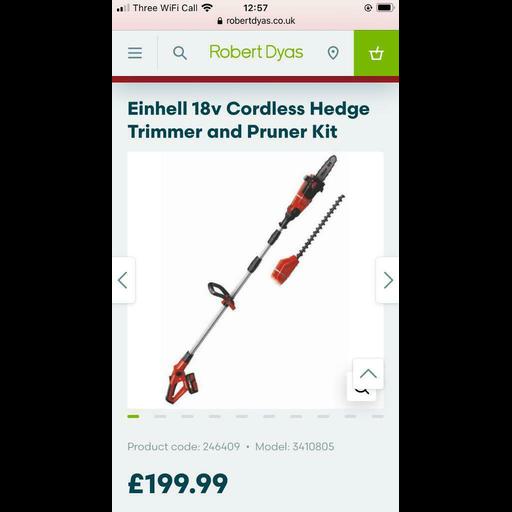 Three WiFi Call
12:57
robertdyas.co.uk
Robert Dyas
Einhell 18v Cordless Hedge
Trimmer and Pruner Kit
Product code: 246409 • Model: 3410805
£199.99